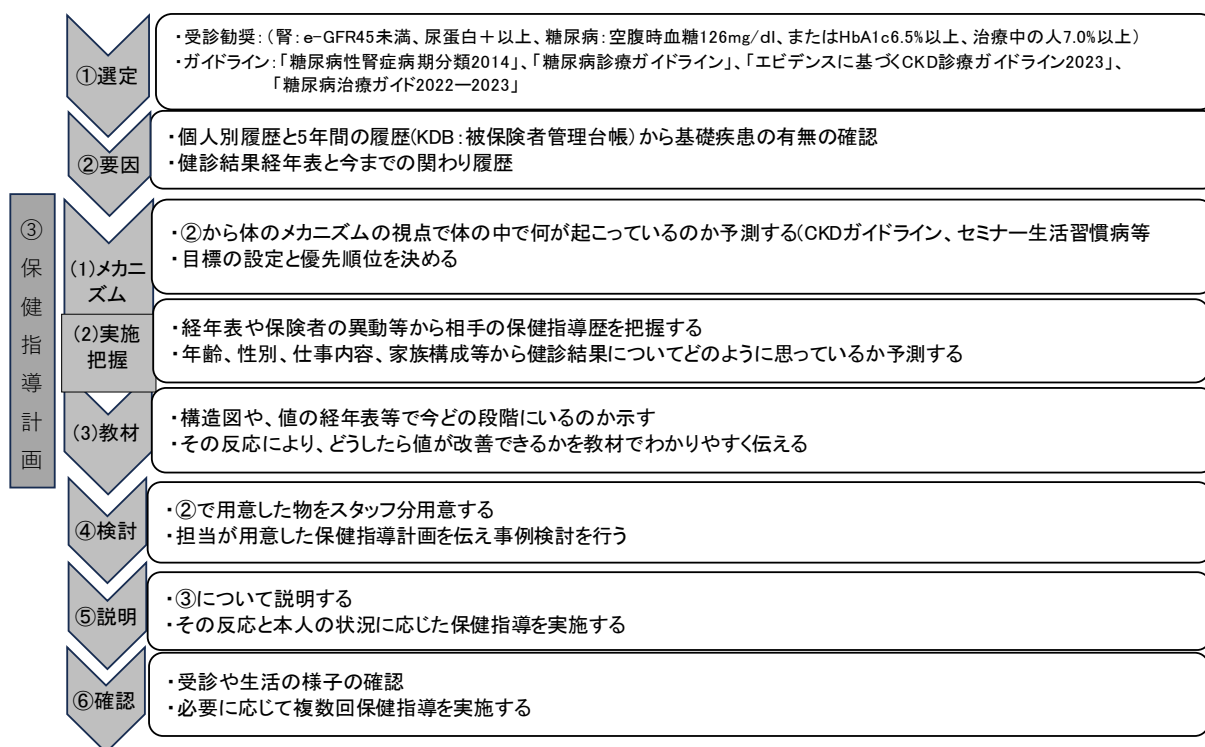 ①選定
・受診勧奨：（腎：e-GFR45未満、尿蛋白＋以上、糖尿病：空腹時血糖126mg/dl、またはHbA1c6.5%以上、治療中の人7.0%以上）
・ガイドライン：「糖尿病性腎症病期分類2014」、「糖尿病診療ガイドライン」、「エビデンスに基づくCKD診療ガイドライン2023」、
「糖尿病治療ガイド2022ー2023」
②要因
・個人別履歴と5年間の履歴(KDB：被保険者管理台帳）から基礎疾患の有無の確認
・健診結果経年表と今までの関わり履歴
③保健指導計画
(1)メカニ
ズム
・②から体のメカニズムの視点で体の中で何が起こっているのか予測する(CKDガイドライン、セミナー生活習慣病等
・目標の設定と優先順位を決める
(2)実施
把握
・経年表や保険者の異動等から相手の保健指導歴を把握する
・年齢、性別、仕事内容、家族構成等から健診結果についてどのように思っているか予測する
(3)教材
・構造図や、値の経年表等で今どの段階にいるのか示す
・その反応により、どうしたら値が改善できるかを教材でわかりやすく伝える
④検討
・②で用意した物をスタッフ分用意する
・担当が用意した保健指導計画を伝え事例検討を行う
⑤説明
・③について説明する
・その反応と本人の状況に応じた保健指導を実施する
⑥確認
・受診や生活の様子の確認
・必要に応じて複数回保健指導を実施する